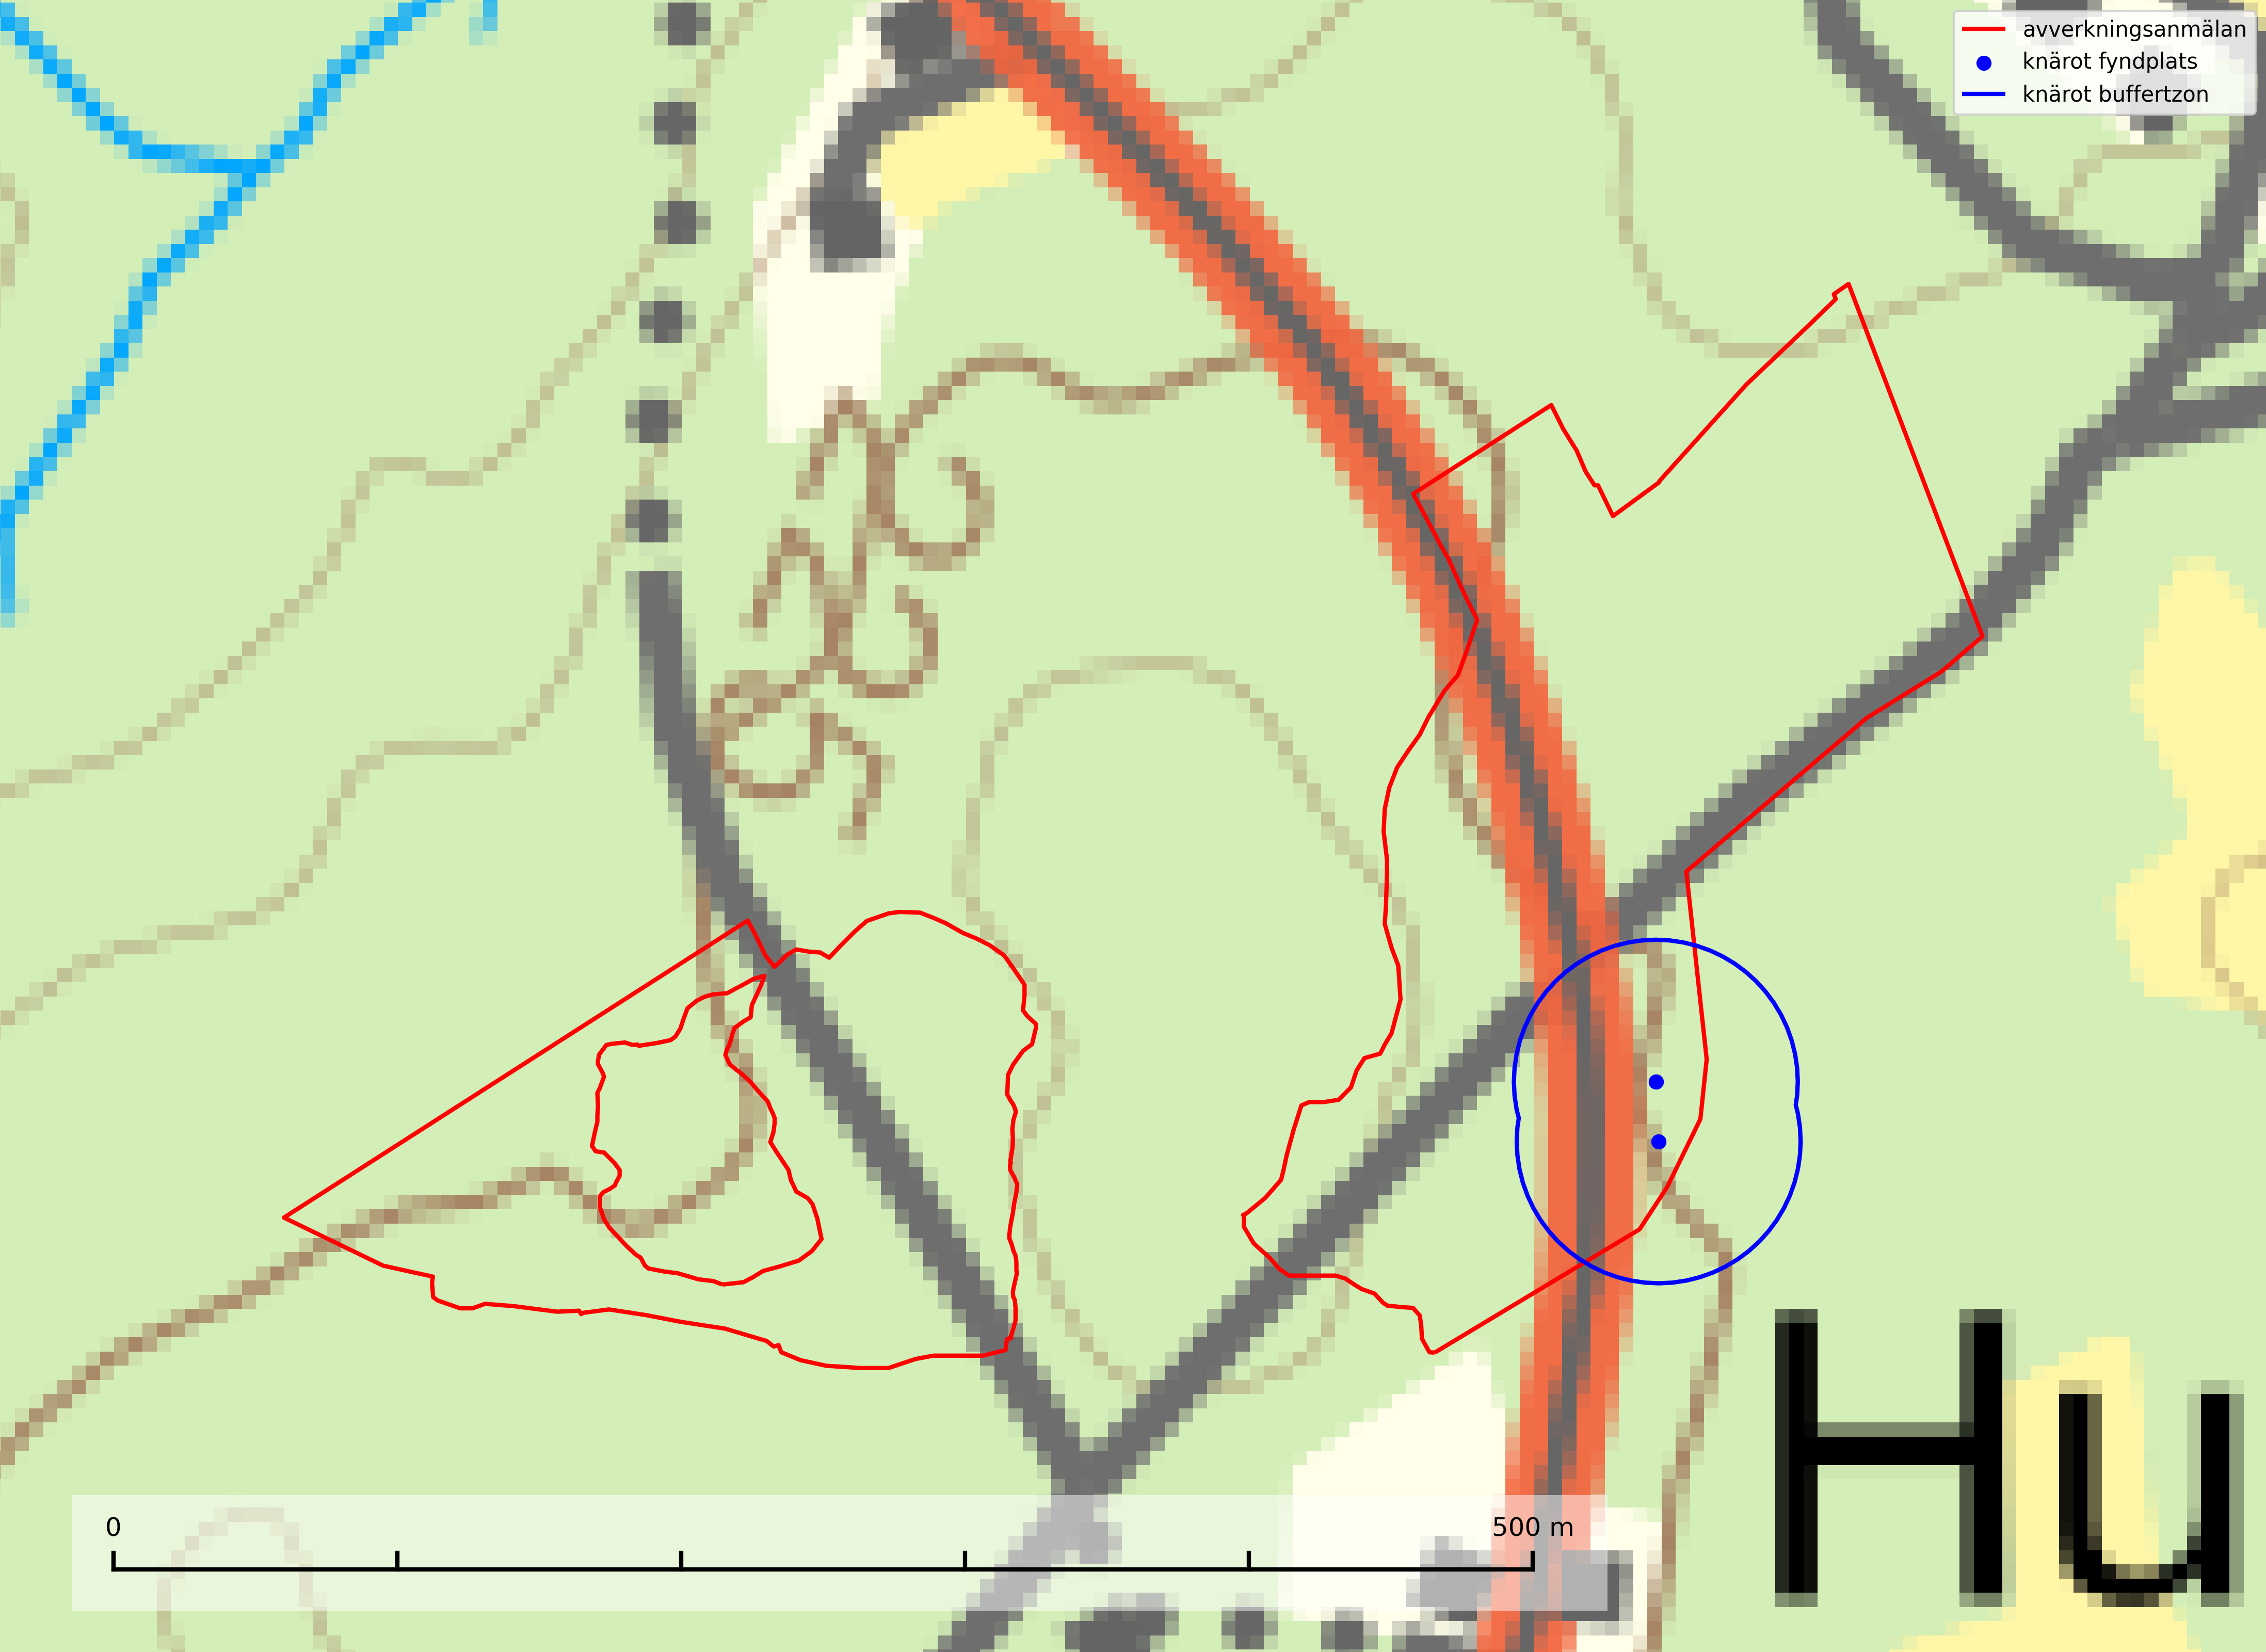 avverkningsanmälan
knärot fyndplats
knärot buffertzon
Hu
0 500 m